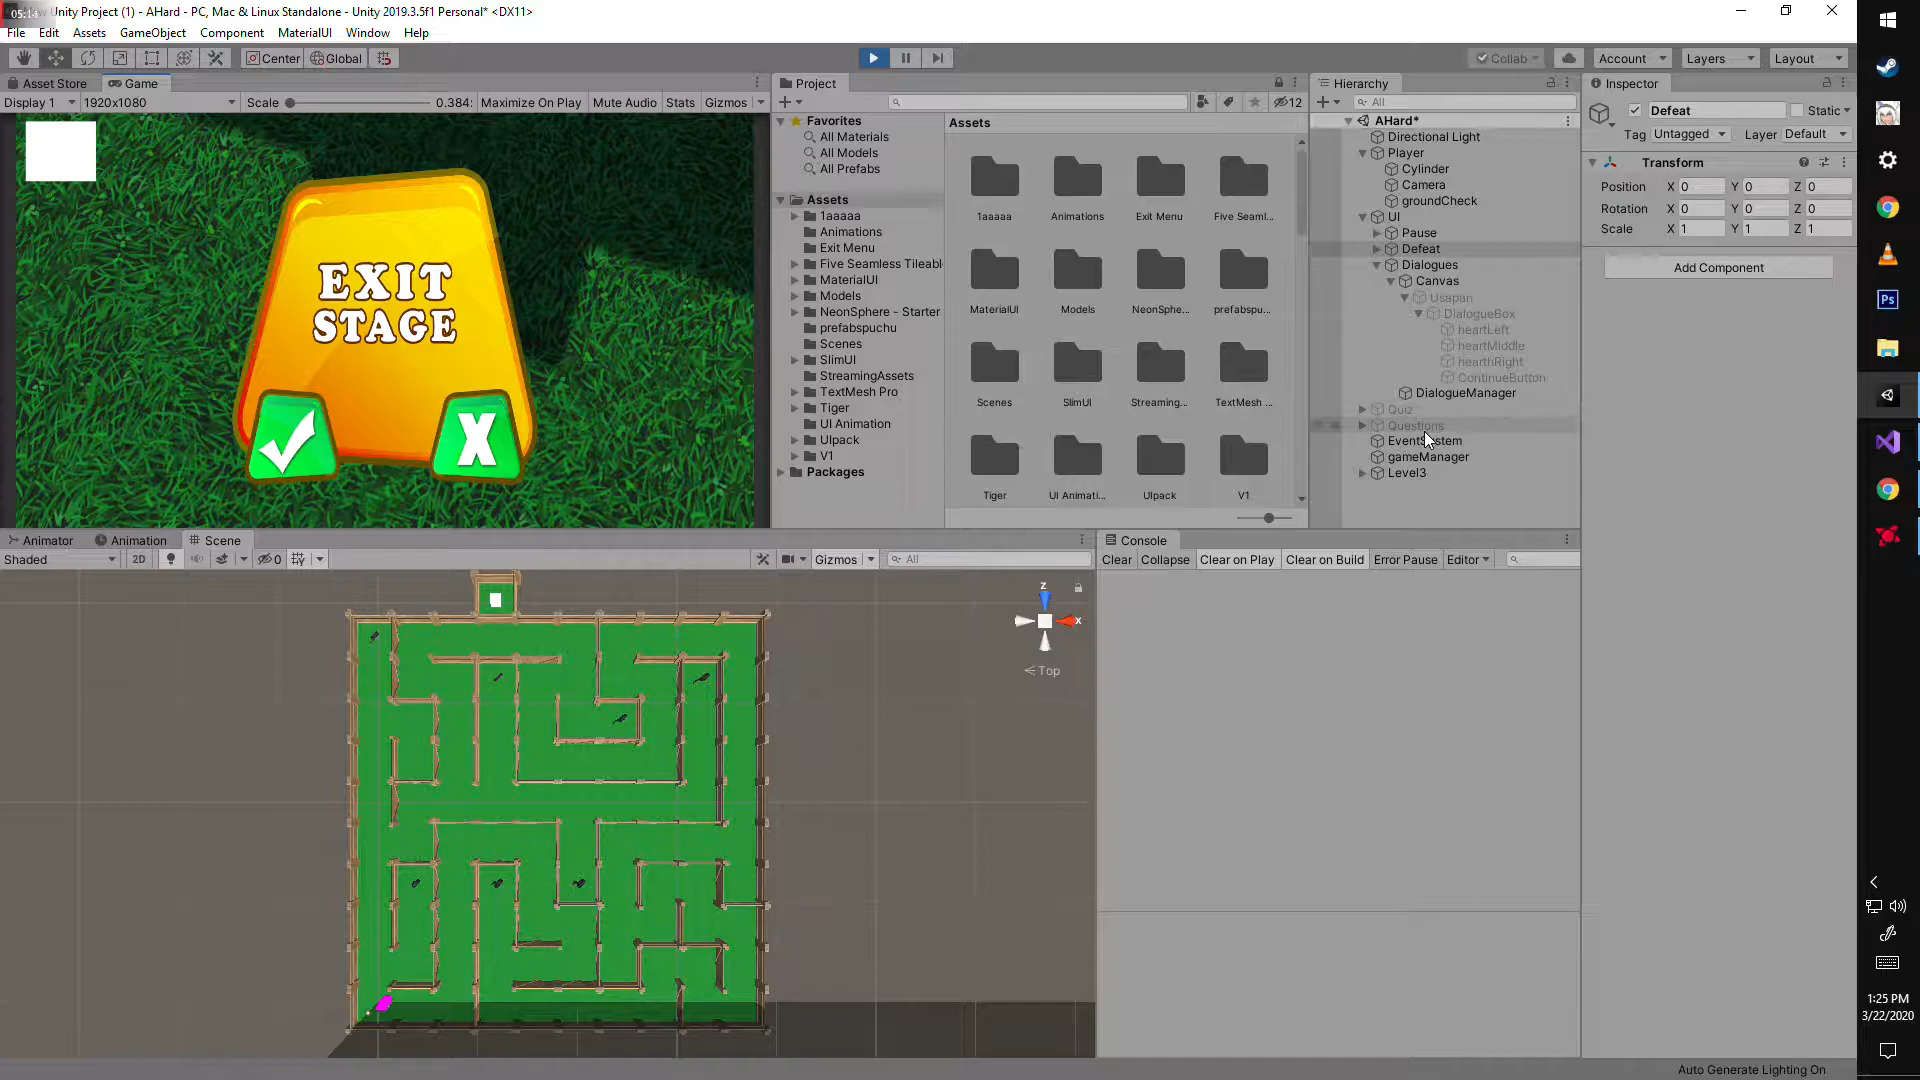 05:14
Unity Project (1) - AHard - PC, Mac & Linux Standalone - Unity 2019.3.5f1 Personal* <DX11>
File Edit Assets GameObject Component MaterialUI Window Help
Center Global
Collab Account Layers Layout
Asset Store Game
Display 1 1920x1080 Scale 0.384: Maximize On Play Mute Audio Stats Gizmos
EXIT
STAGE
X
Project
12
Favorites
All Materials
All Models
All Prefabs
Assets
1aaaaa
Animations
Exit Menu
Five Seamless Tileabl
MaterialUI
Models
NeonSphere - Starter
prefabspuchu
Scenes
SlimUI
StreamingAssets
TextMesh Pro
Tiger
UI Animation
UIpack
V1
Packages
Assets
1aaaaa Animations Exit Menu Five Seaml...
MaterialUI Models NeonSphe... prefabspu...
Scenes SlimUI Streaming... TextMesh ...
Tiger UI Animati... UIpack V1
Hierarchy
All
AHard*
Directional Light
Player
Cylinder
Camera
groundCheck
UI
Pause
Defeat
Dialogues
Canvas
Usapan
DialogueBox
heartLeft
heartMiddle
hearthRight
ContinueButton
DialogueManager
Quiz
Questions
EventSystem
gameManager
Level3
Inspector
Defeat Static
Tag Untagged Layer Default
Transform
Position X 0 Y 0 Z 0
Rotation X 0 Y 0 Z 0
Scale X 1 Y 1 Z 1
Add Component
Animator Animation Scene
Shaded 2D 0 Gizmos All
z
x
Top
Console
Clear Collapse Clear on Play Clear on Build Error Pause Editor
Ps
1:25 PM
3/22/2020
Auto Generate Lighting On